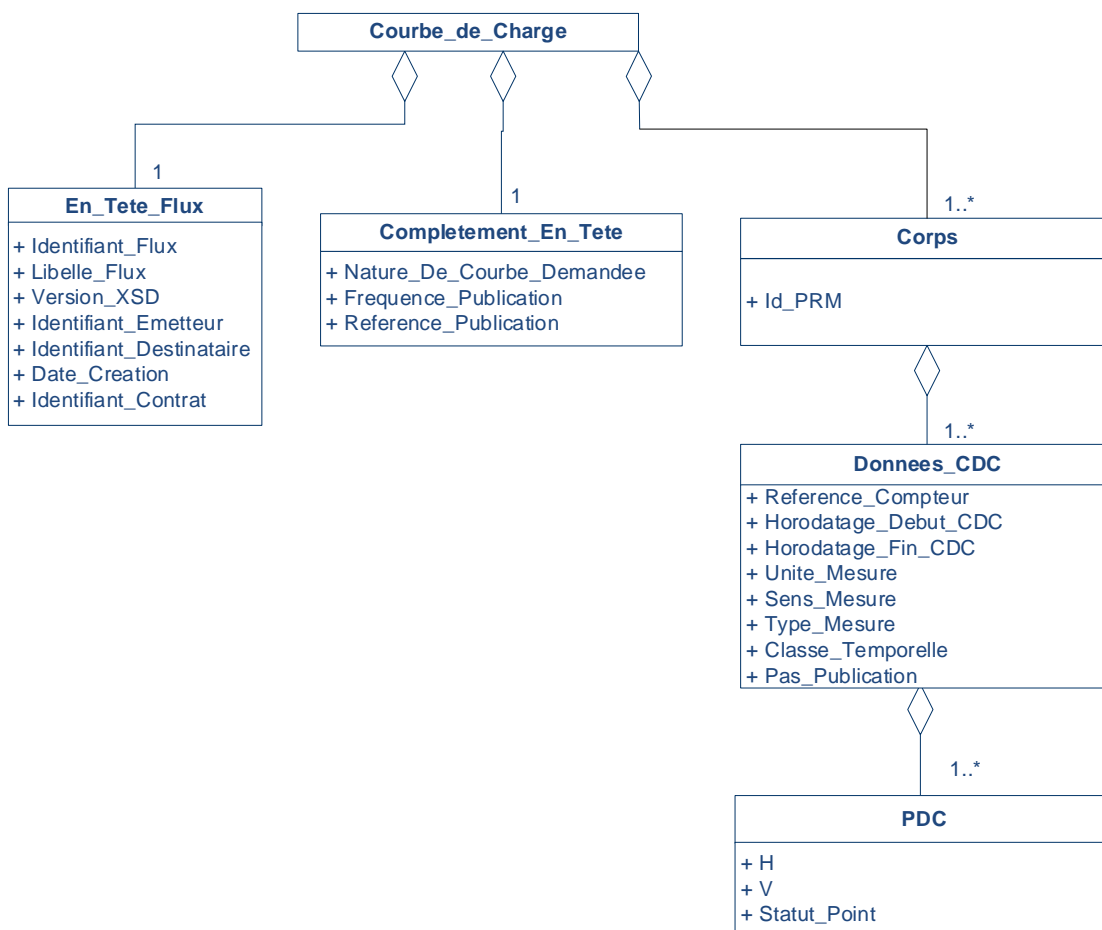 Courbe_de_Charge
1
En_Tete_Flux
+ Identifiant_Flux
+ Libelle_Flux
+ Version_XSD
+ Identifiant_Emetteur
+ Identifiant_Destinataire
+ Date_Creation
+ Identifiant_Contrat
1
Completement_En_Tete
+ Nature_De_Courbe_Demandee
+ Frequence_Publication
+ Reference_Publication
1..*
Corps
+ Id_PRM
1..*
Donnees_CDC
+ Reference_Compteur
+ Horodatage_Debut_CDC
+ Horodatage_Fin_CDC
+ Unite_Mesure
+ Sens_Mesure
+ Type_Mesure
+ Classe_Temporelle
+ Pas_Publication
1..*
PDC
+ H
+ V
+ Statut_Point